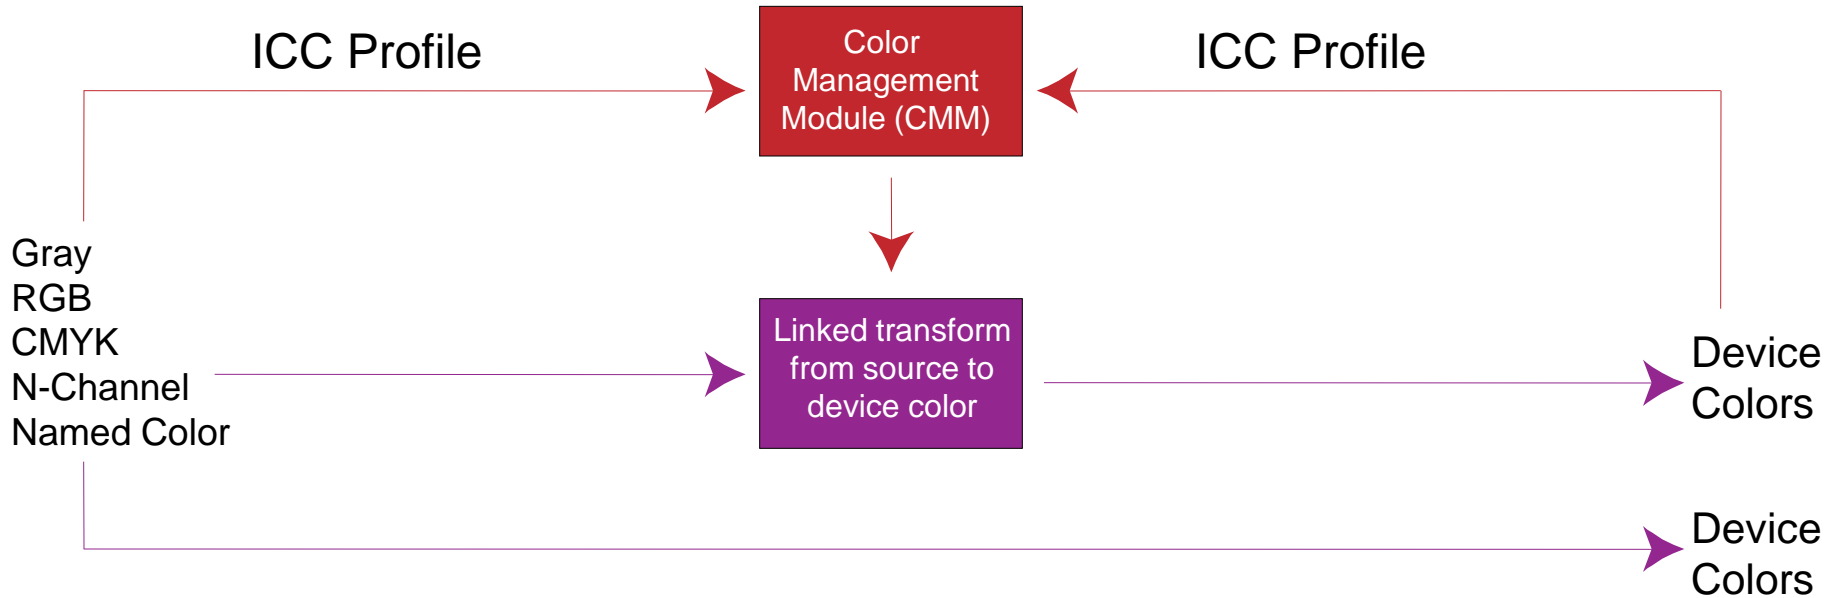 ICC Profile
Color
Management
Module (CMM)
ICC Profile
Gray
RGB
CMYK
N-Channel
Named Color
Linked transform
from source to
device color
Device
Colors
Device
Colors